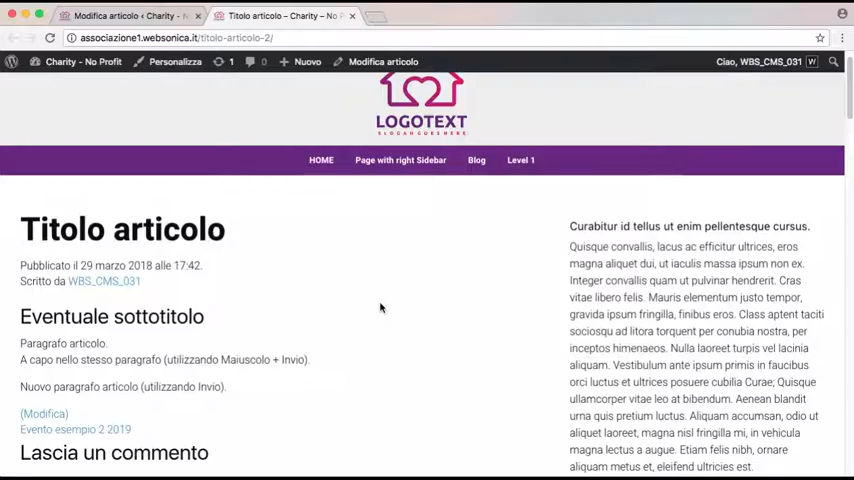 Modifica articolo ‹ Charity - N
Titolo articolo – Charity – No P
associazione1.websonica.it/titolo-articolo-2/
Charity - No Profit
Personalizza
1
0
Nuovo
Modifica articolo
Ciao, WBS_CMS_031
LOGOTEXT
SLOGAN GUES HERE
HOME
Page with right Sidebar
Blog
Level 1
Titolo articolo
Pubblicato il 29 marzo 2018 alle 17:42.
Scritto da WBS_CMS_031
Eventuale sottotitolo
Paragrafo articolo.
A capo nello stesso paragrafo (utilizzando Maiuscolo + Invio).
Nuovo paragrafo articolo (utilizzando Invio).
(Modifica)
Evento esempio 2 2019
Lascia un commento
Curabitur id tellus ut enim pellentesque cursus.
Quisque convallis, lacus ac efficitur ultrices, eros
magna aliquet dui, ut iaculis massa ipsum non ex.
Integer convallis quam ut pulvinar hendrerit. Cras
vitae libero felis. Mauris elementum justo tempor,
gravida ipsum fringilla, finibus eros. Class aptent taciti
sociosqu ad litora torquent per conubia nostra, per
inceptos himenaeos. Nulla laoreet turpis vel lacinia
aliquam. Vestibulum ante ipsum primis in faucibus
orci luctus et ultrices posuere cubilia Curae; Quisque
ullamcorper vitae leo at bibendum. Aenean blandit
urna quis pretium luctus. Aliquam accumsan, odio ut
aliquet laoreet, magna nisl fringilla mi, in vehicula
magna lectus a augue. Etiam felis nibh, ornare
aliquam metus et, eleifend ultricies est.